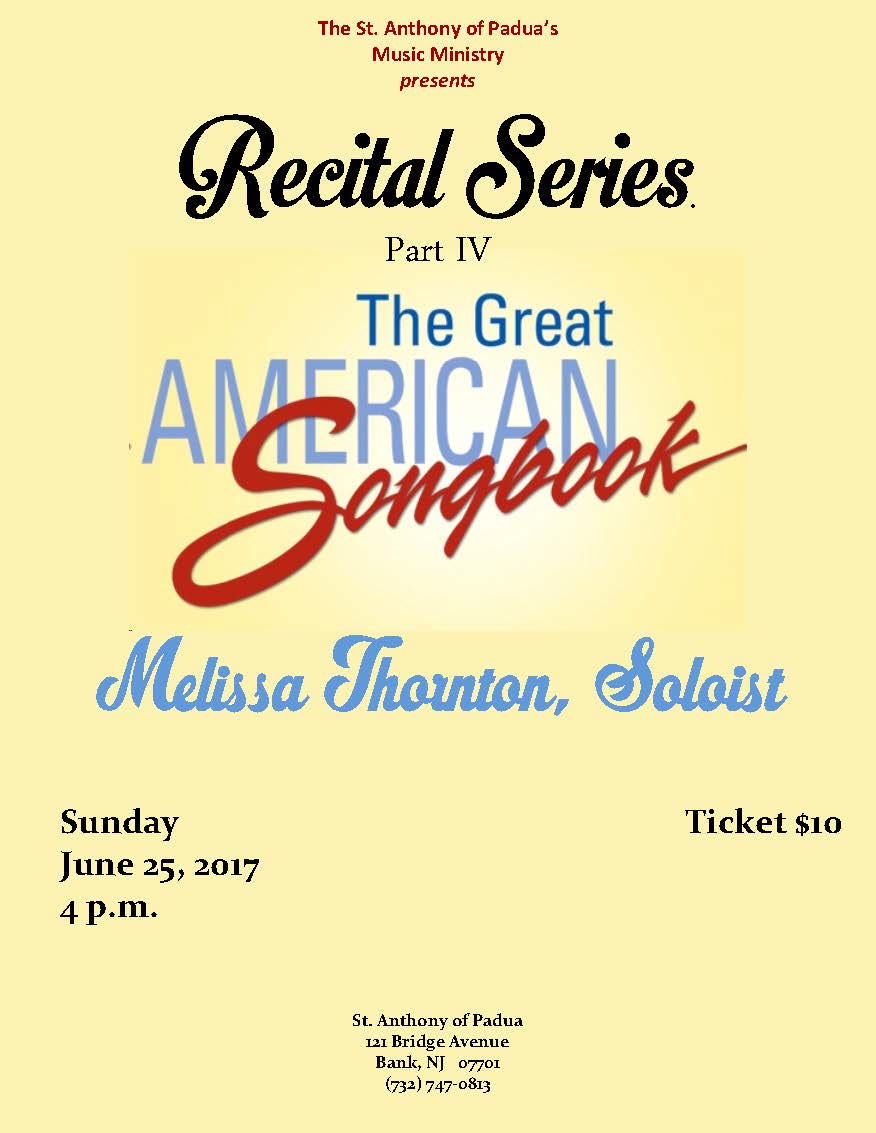 The St. Anthony of Padua's
Music Ministry
presents
Recital Series.
Part IV
The Great
AMERICAN
Songbook
Melissa Thornton, Soloist
Sunday
Ticket $10
June 25, 2017
4 p.m.
St. Anthony of Padua
121 Bridge Avenue
Bank, NJ 07701
(732) 747-0813